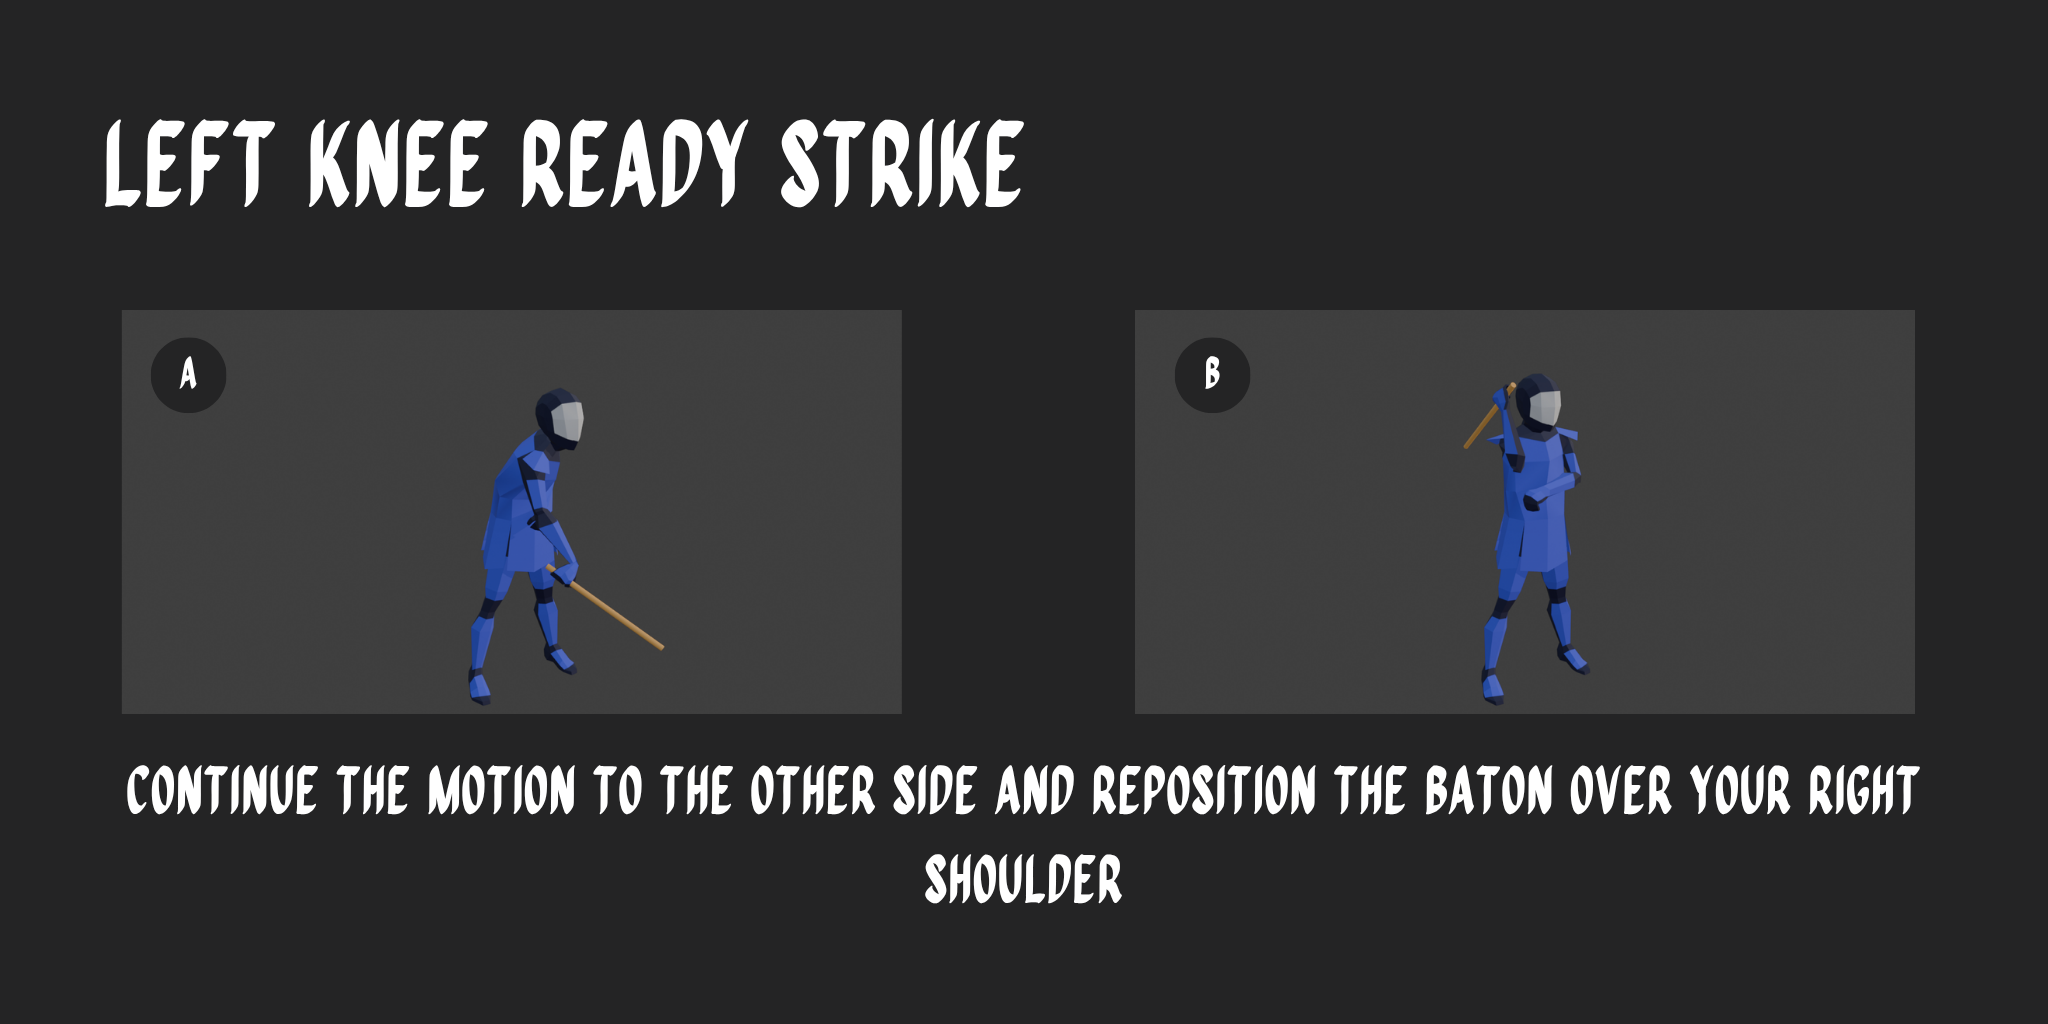 LEFT KNEE READY STRIKE
A
B
CONTINUE THE MOTION TO THE OTHER SIDE AND REPOSITION THE BATON OVER YOUR RIGHT
SHOULDER